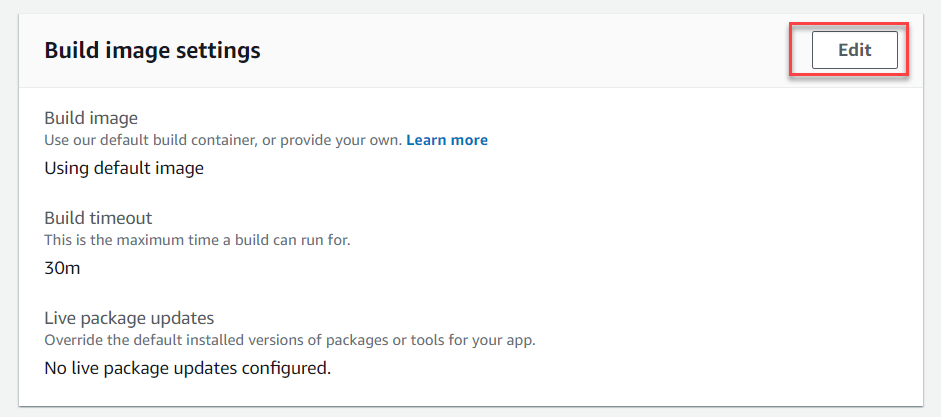 Build image settings
Edit
Build image
Use our default build container, or provide your own. Learn more
Using default image
Build timeout
This is the maximum time a build can run for.
30m
Live package updates
Override the default installed versions of packages or tools for your app.
No live package updates configured.